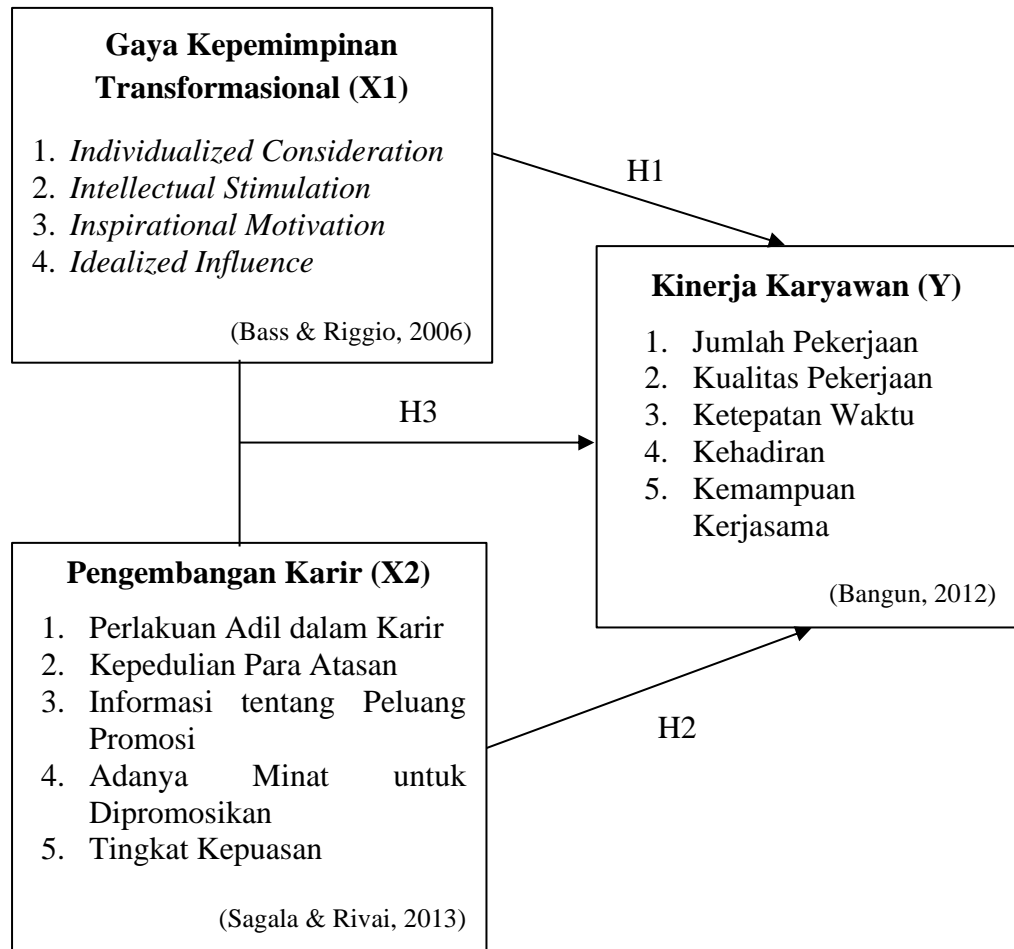 Gaya Kepemimpinan
Transformasional (X1)
1. Individualized Consideration
2. Intellectual Stimulation
3. Inspirational Motivation
4. Idealized Influence
(Bass & Riggio, 2006)
H1
Kinerja Karyawan (Y)
1. Jumlah Pekerjaan
2. Kualitas Pekerjaan
3. Ketepatan Waktu
4. Kehadiran
5. Kemampuan
Kerjasama
(Bangun, 2012)
H3
Pengembangan Karir (X2)
1. Perlakuan Adil dalam Karir
2. Kepedulian Para Atasan
3. Informasi tentang Peluang
Promosi
4. Adanya Minat untuk
Dipromosikan
5. Tingkat Kepuasan
(Sagala & Rivai, 2013)
H2